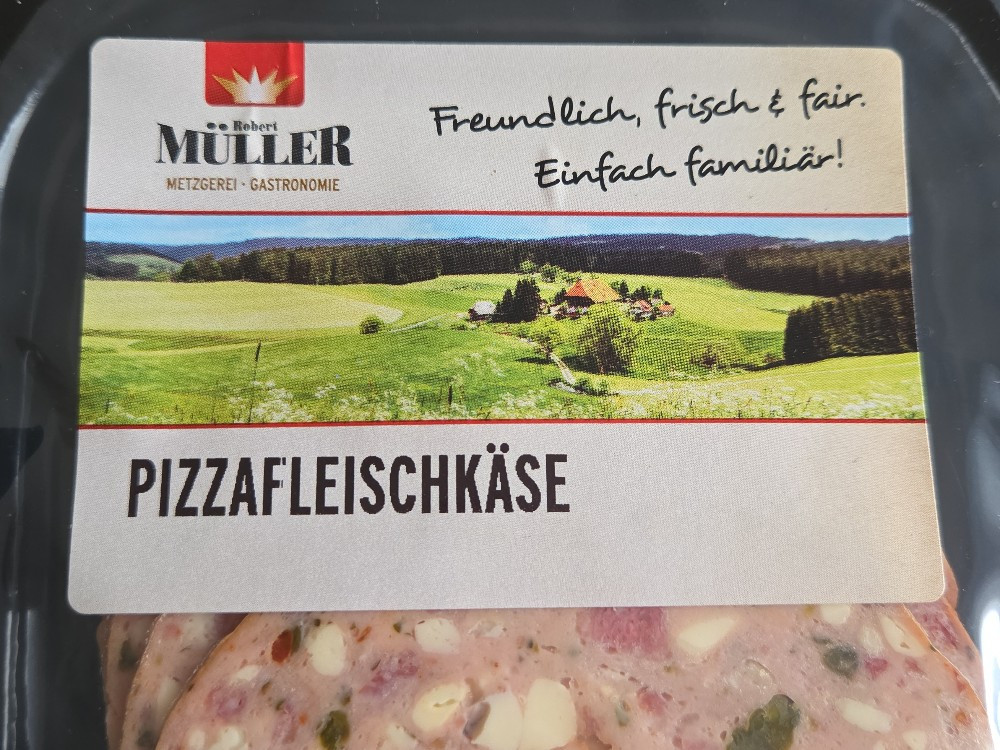 Robert
MÜLLER
METZGEREI · GASTRONOMIE
Freundlich, frisch & fair.
Einfach familiär!
PIZZAFLEISCHKÄSE